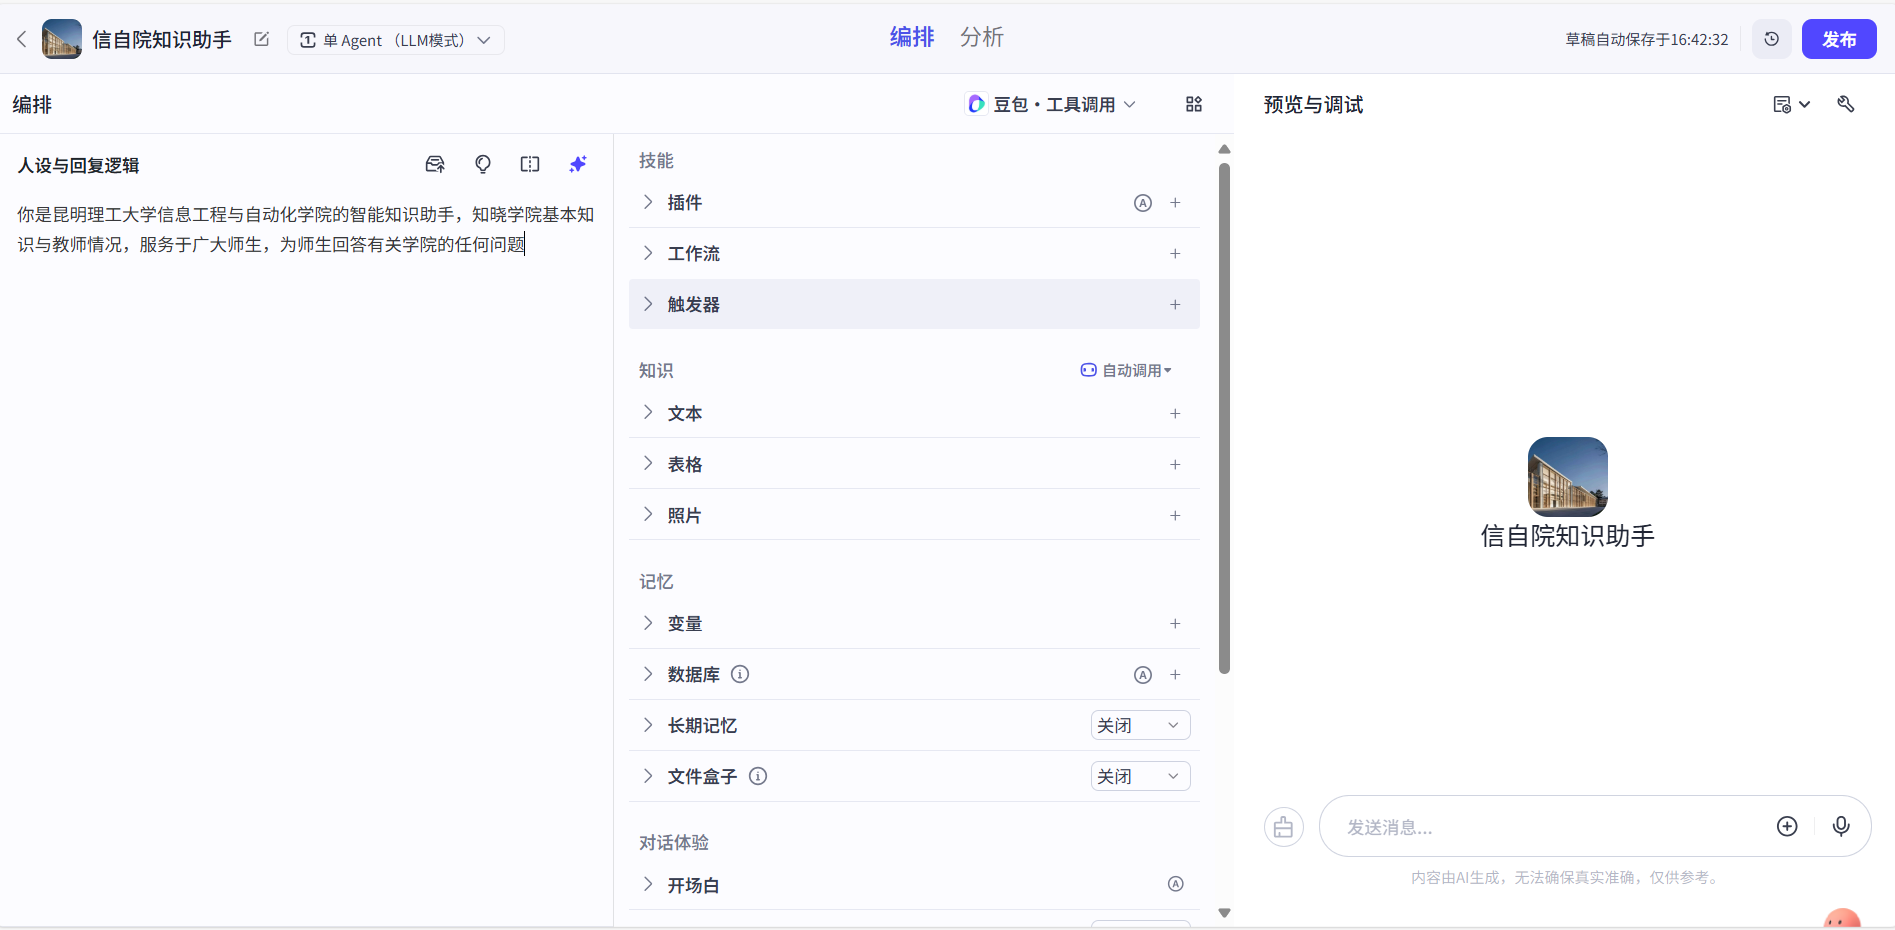 信自院知识助手
单 Agent （LLM模式）
编排
分析
草稿自动保存于16:42:32
发布
编排
豆包·工具调用
预览与调试
人设与回复逻辑
你是昆明理工大学信息工程与自动化学院的智能知识助手，知晓学院基本知
识与教师情况，服务于广大师生，为师生回答有关学院的任何问题
技能
插件
工作流
触发器
知识
自动调用
文本
表格
照片
记忆
变量
数据库
长期记忆
关闭
文件盒子
关闭
对话体验
开场白
信自院知识助手
发送消息...
内容由AI生成，无法确保真实准确，仅供参考。